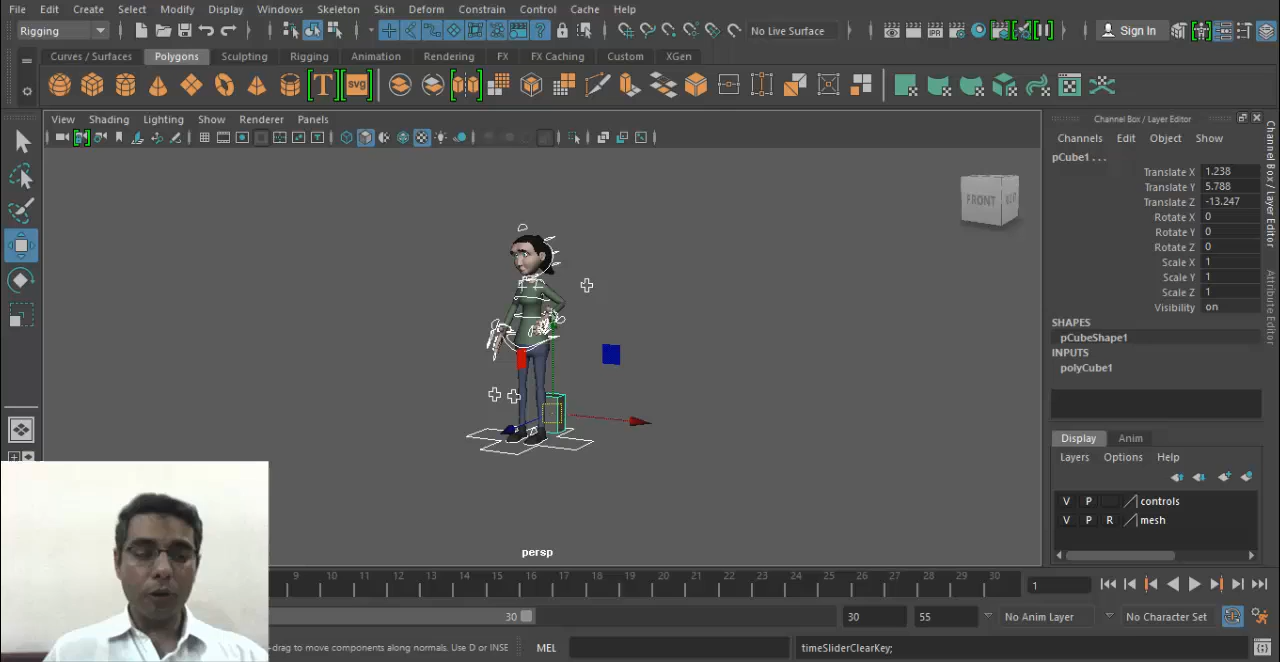 File Edit Create Select Modify Display Windows Skeleton Skin Deform Constrain Control Cache Help
Rigging
No Live Surface
Sign In
Curves / Surfaces Polygons Sculpting Rigging Animation Rendering FX FX Caching Custom XGen
T svg
View Shading Lighting Show Renderer Panels
FRONT
persp
Channel Box / Layer Editor
Channels Edit Object Show
pCube1 . . .
Translate X 1.238
Translate Y 5.788
Translate Z -13.247
Rotate X 0
Rotate Y 0
Rotate Z 0
Scale X 1
Scale Y 1
Scale Z 1
Visibility on
SHAPES
pCubeShape1
INPUTS
polyCube1
Display Anim
Layers Options Help
V P controls
V P R mesh
Channel Box / Layer Editor
Attribute Editor
9 10 11 12 13 14 15 16 17 18 19 20 21 22 23 24 25 26 27 28 29 30
1
30
30 55 No Anim Layer No Character Set
-drag to move components along normals. Use D or INSE
MEL
timeSliderClearKey;